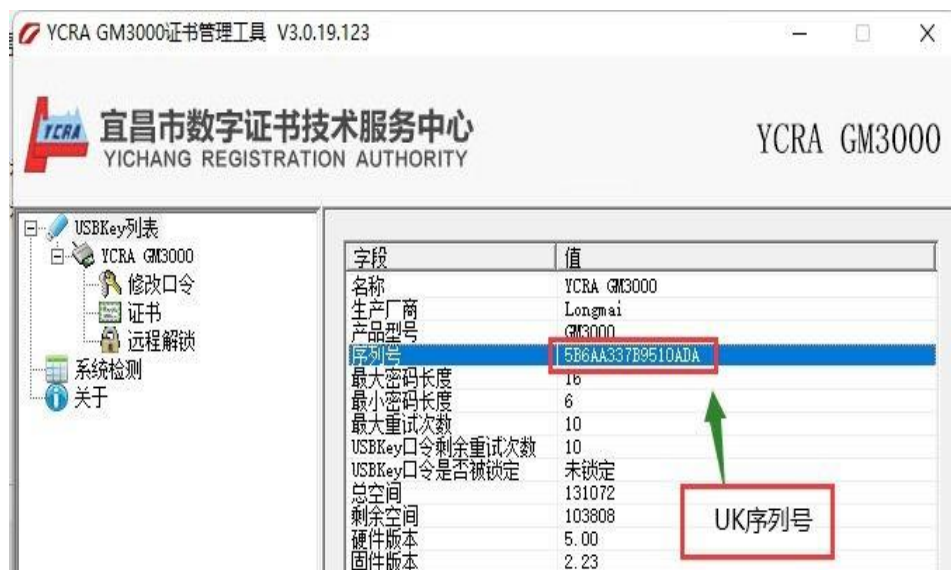 YCRA GM3000证书管理工具 V3.0.19.123
YCRA
宜昌市数字证书技术服务中心
YICHANG REGISTRATION AUTHORITY
YCRA GM3000
USBKey列表
YCRA GM3000
修改口令
证书
远程解锁
系统检测
关于
字段 值
名称 YCRA GM3000
生产厂商 Longmai
产品型号 GM3000
序列号 5B6AA337B9510ADA
最大密码长度 16
最小密码长度 6
最大重试次数 10
USBKey口令剩余重试次数 10
USBKey口令是否被锁定 未锁定
总空间 131072
剩余空间 103808
硬件版本 5.00
固件版本 2.23
UK序列号